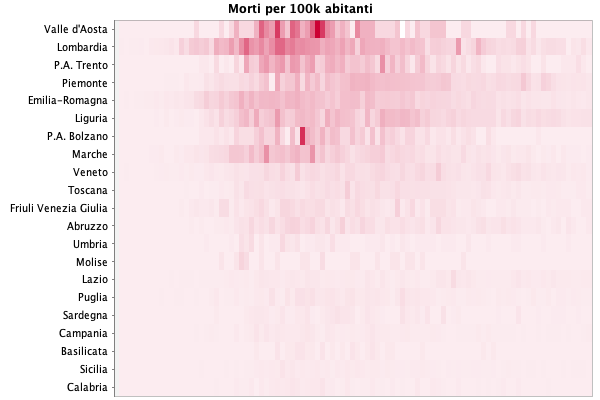 Morti per 100k abitanti
Valle d'Aosta
Lombardia
P.A. Trento
Piemonte
Emilia-Romagna
Liguria
P.A. Bolzano
Marche
Veneto
Toscana
Friuli Venezia Giulia
Abruzzo
Umbria
Molise
Lazio
Puglia
Sardegna
Campania
Basilicata
Sicilia
Calabria